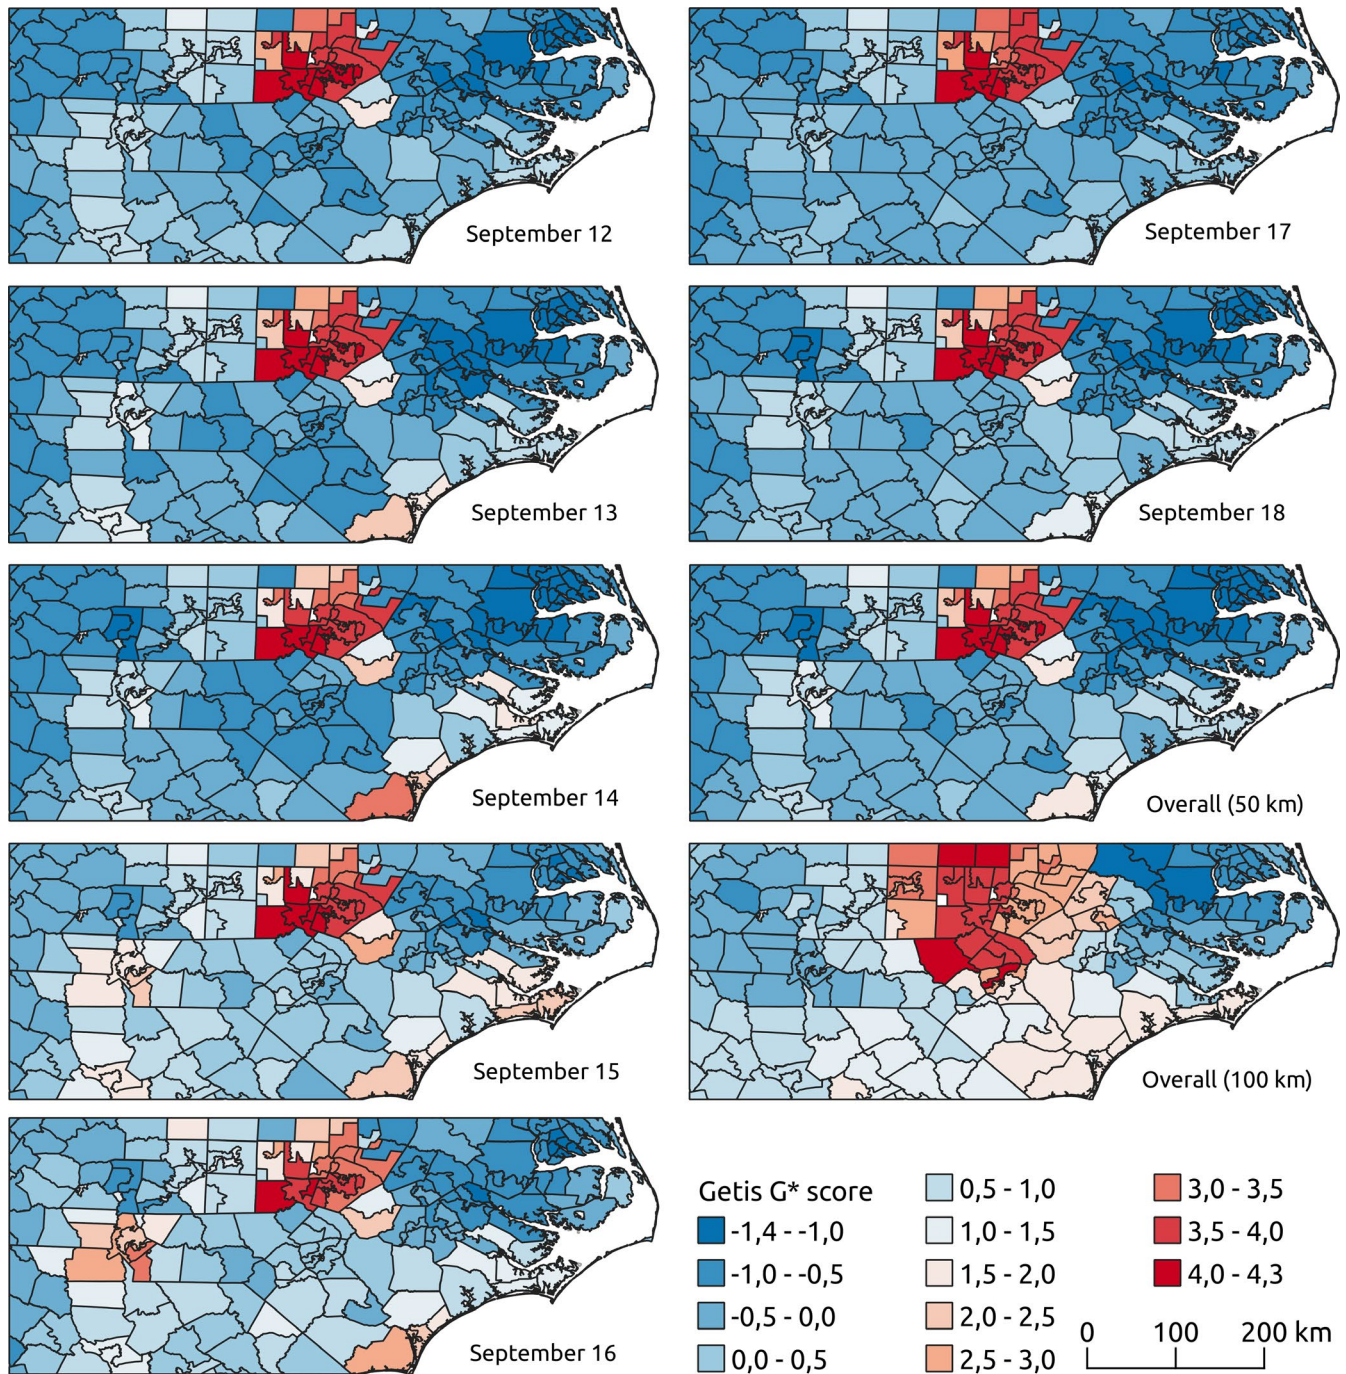 September 12
September 17
September 13
September 18
September 14
Overall (50 km)
September 15
Overall (100 km)
September 16
Getis G* score
-1,4 - -1,0
-1,0 - -0,5
-0,5 - 0,0
0,0 - 0,5
0,5 - 1,0
1,0 - 1,5
1,5 - 2,0
2,0 - 2,5
2,5 - 3,0
3,0 - 3,5
3,5 - 4,0
4,0 - 4,3
0 100 200 km